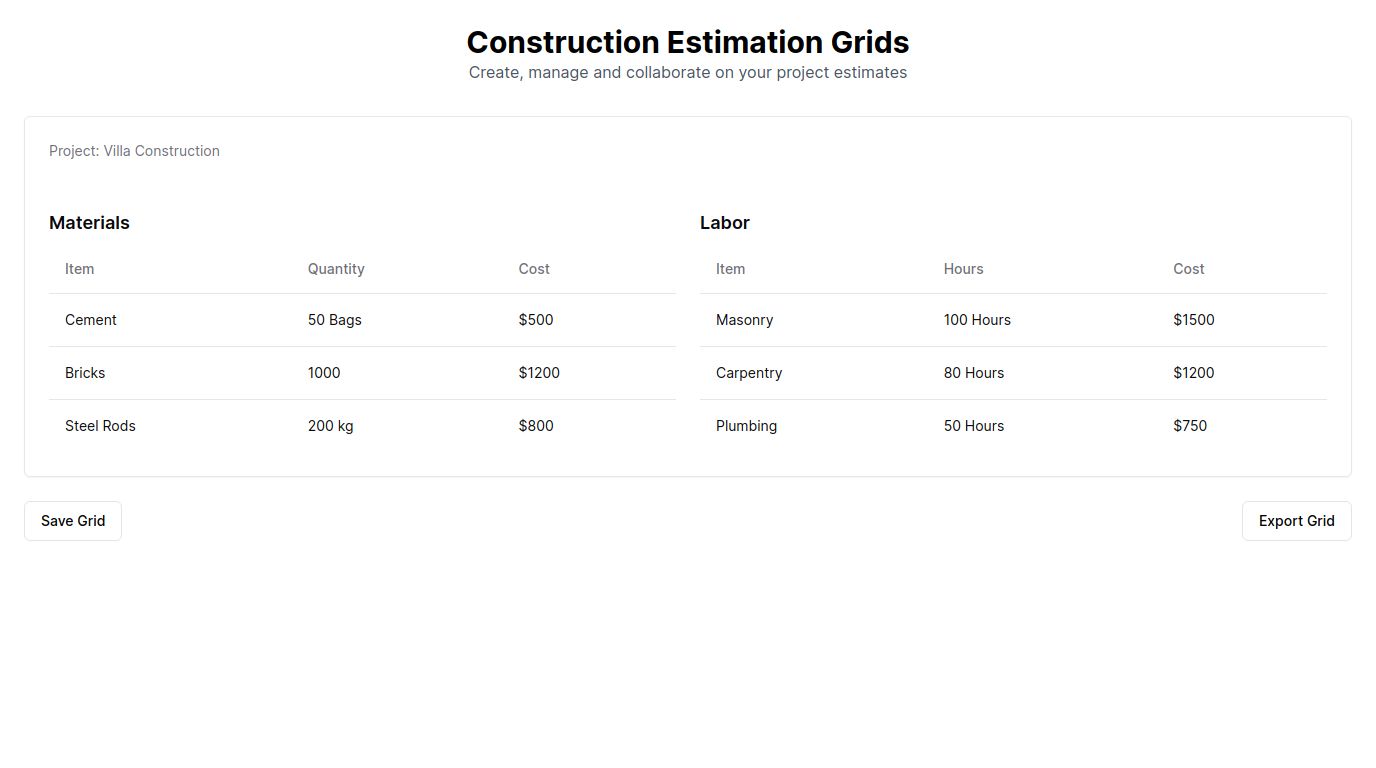 Construction Estimation Grids
Create, manage and collaborate on your project estimates
Project: Villa Construction
Materials
Item Quantity Cost
Cement 50 Bags $500
Bricks 1000 $1200
Steel Rods 200 kg $800
Labor
Item Hours Cost
Masonry 100 Hours $1500
Carpentry 80 Hours $1200
Plumbing 50 Hours $750
Save Grid
Export Grid